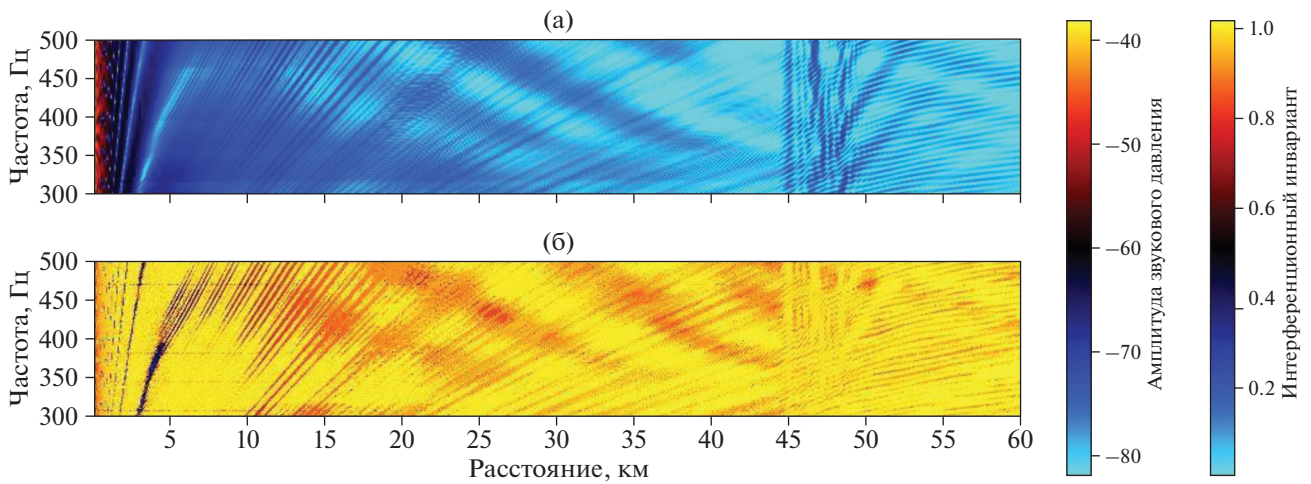 (а)
500
450
400
350
300
Частота, Гц
(б)
500
450
400
350
300
Частота, Гц
5 10 15 20 25 30 35 40 45 50 55 60
Расстояние, км
−40
−50
−60
−70
−80
Амплитуда звукового давления
1.0
0.8
0.6
0.4
0.2
Интерференционный инвариант